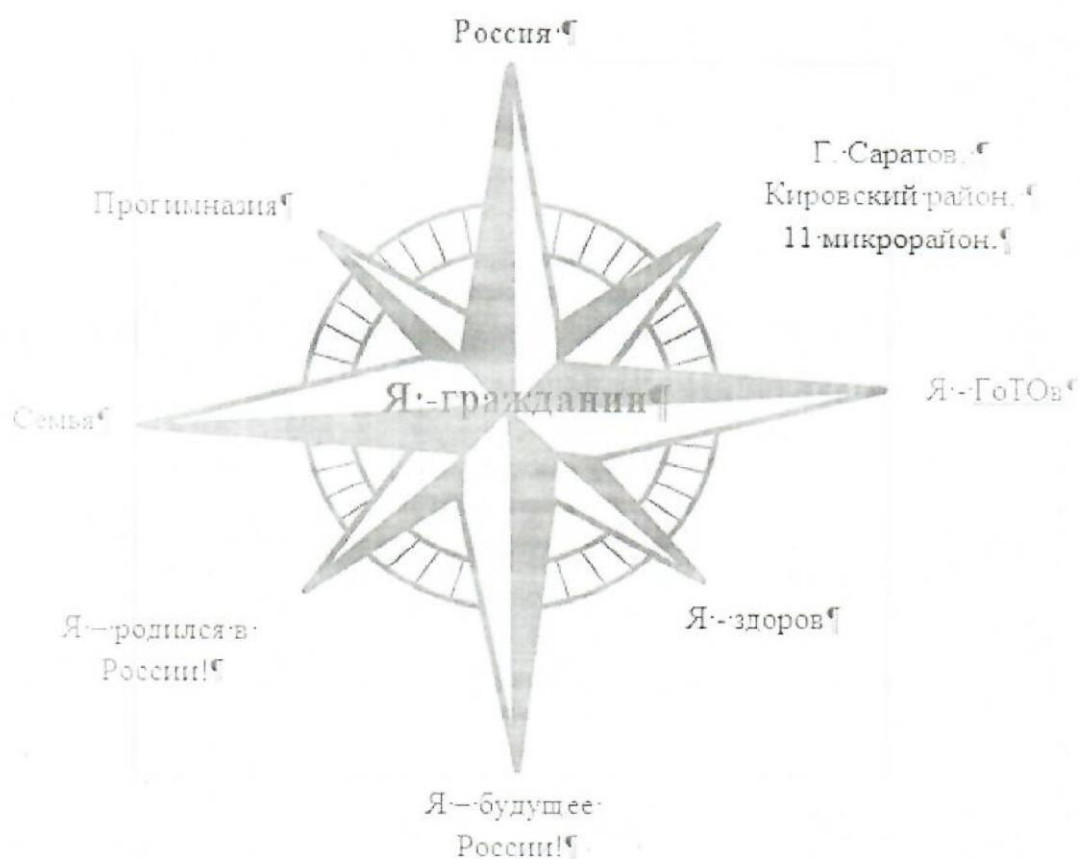 Россия·¶
Г.·Саратов.·¶
Кировский·район.·¶
11·микрорайон.¶
Прогимназия¶
Я·-гражданин¶
Я·-·ГоТОв¶
Семья¶
Я·-·здоров¶
Я·–·родился·в·
России!¶
Я·–·будущее·
России!¶